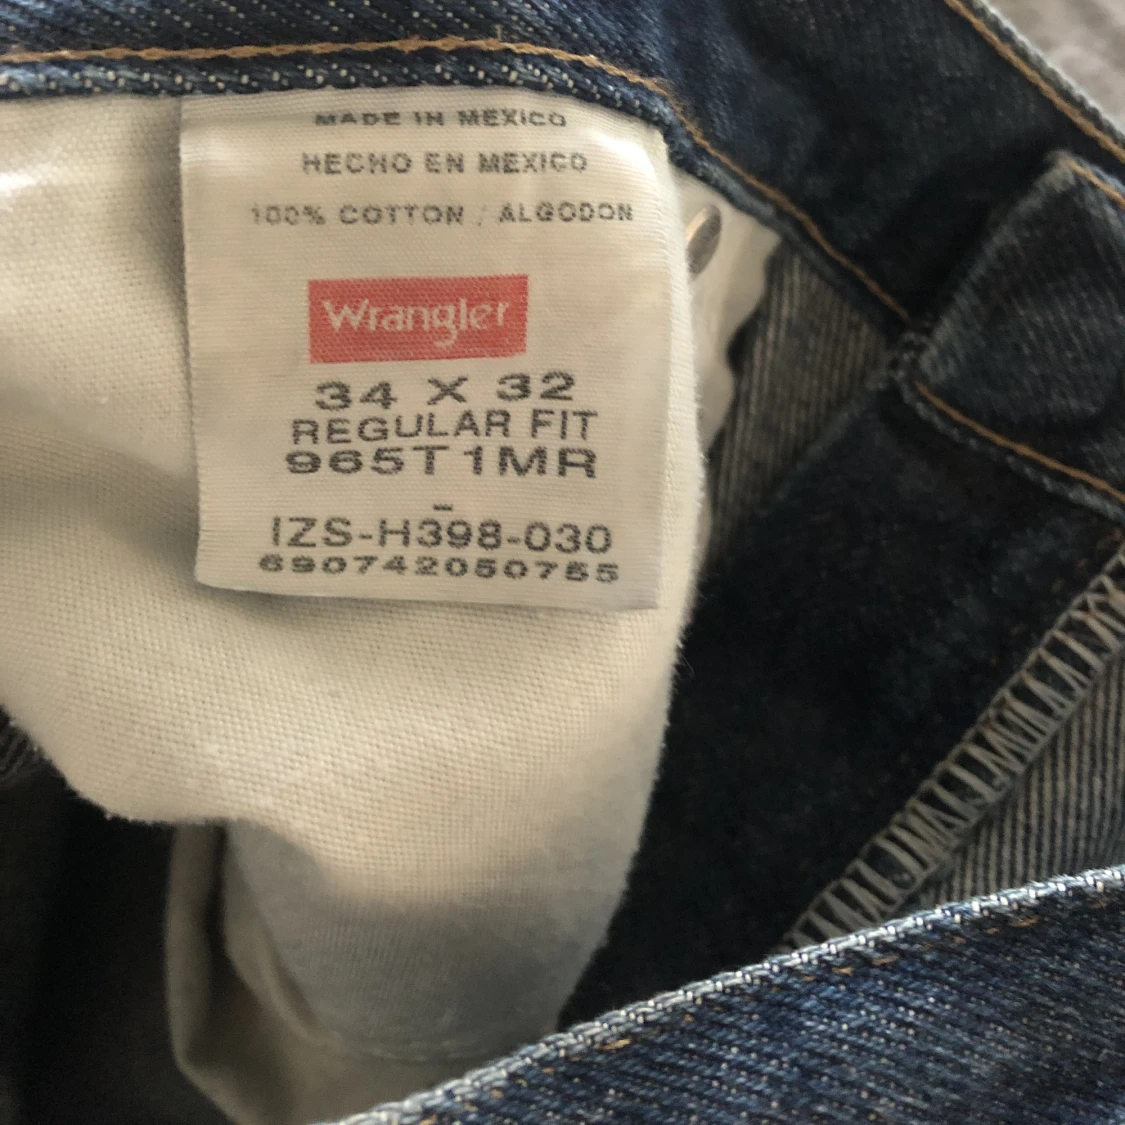 MADE IN MEXICO
HECHO EN MEXICO
100% COTTON / ALGODON
Wrangler
34 X 32
REGULAR FIT
965T1MR
-
IZS-H398-030
690742050755